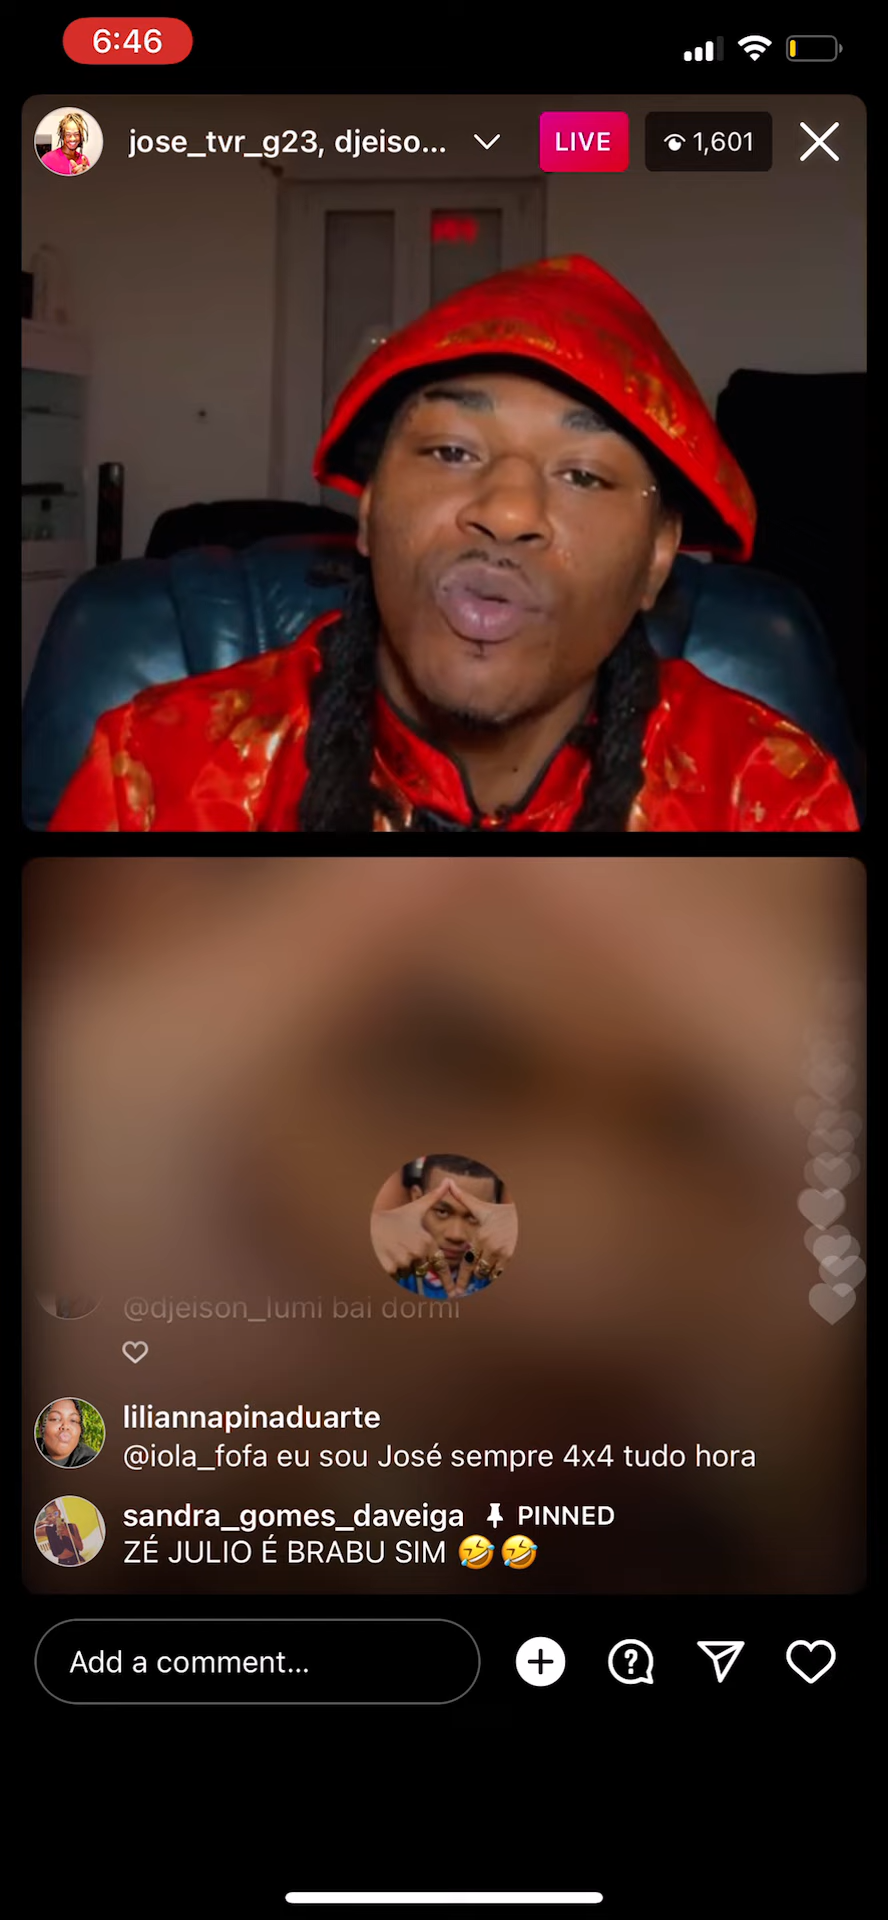 6:46
jose_tvr_g23, djeiso...
LIVE
1,601
@djeison_lumi bai dormi
liliannapinaduarte
@iola_fofa eu sou José sempre 4x4 tudo hora
sandra_gomes_daveiga PINNED
ZÉ JULIO É BRABU SIM 🤣🤣
Add a comment...